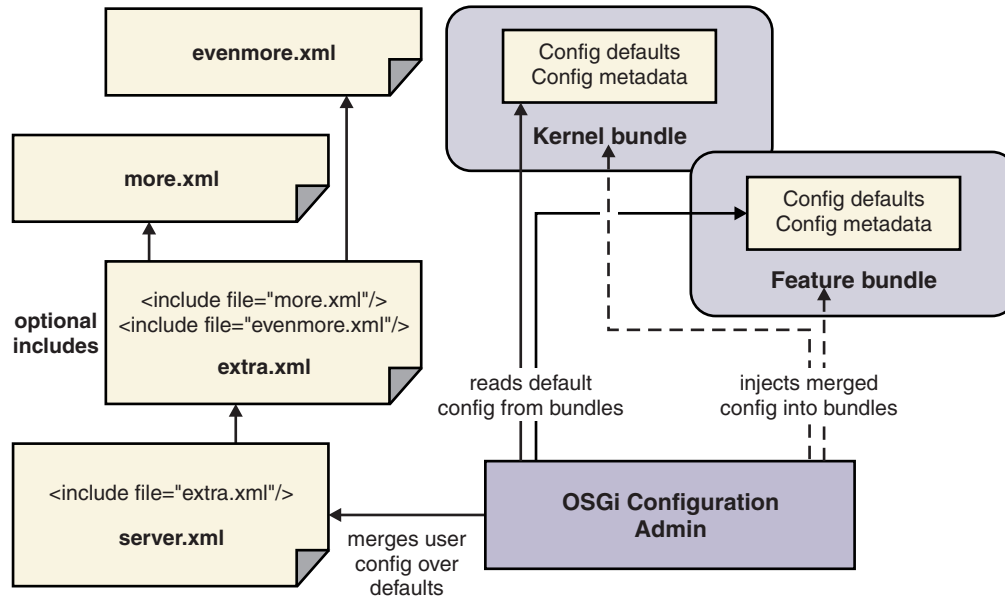 evenmore.xml
more.xml
optional
includes
<include file="more.xml"/>
<include file="evenmore.xml"/>
extra.xml
<include file="extra.xml"/>
server.xml
Config defaults
Config metadata
Kernel bundle
Config defaults
Config metadata
Feature bundle
reads default
config from bundles
injects merged
config into bundles
OSGi Configuration
Admin
merges user
config over
defaults